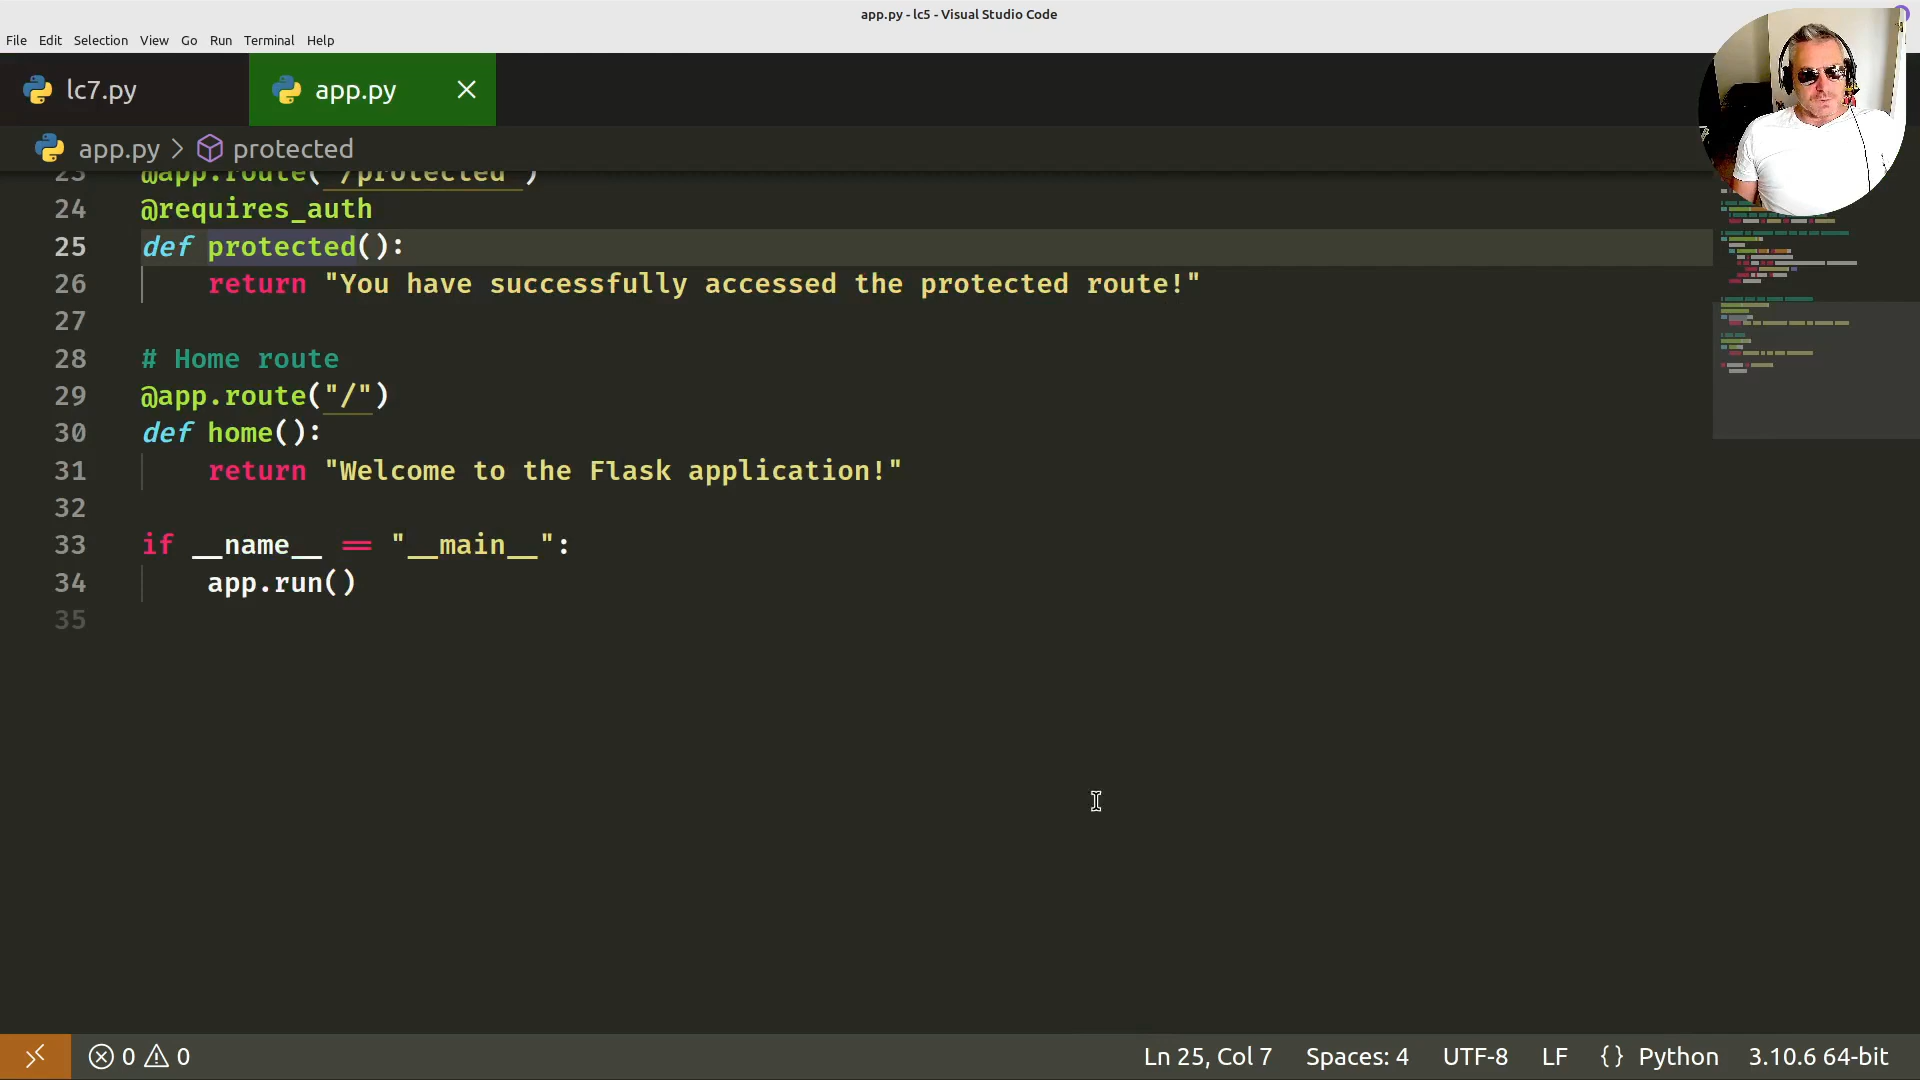 app.py - lc5 - Visual Studio Code
File Edit Selection View Go Run Terminal Help
lc7.py app.py
app.py > protected
23 @app.route("/protected")
24 @requires_auth
25 def protected():
26 return "You have successfully accessed the protected route!"
27
28 # Home route
29 @app.route("/")
30 def home():
31 return "Welcome to the Flask application!"
32
33 if __name__ == "__main__":
34 app.run()
35
0 0 Ln 25, Col 7 Spaces: 4 UTF-8 LF {} Python 3.10.6 64-bit